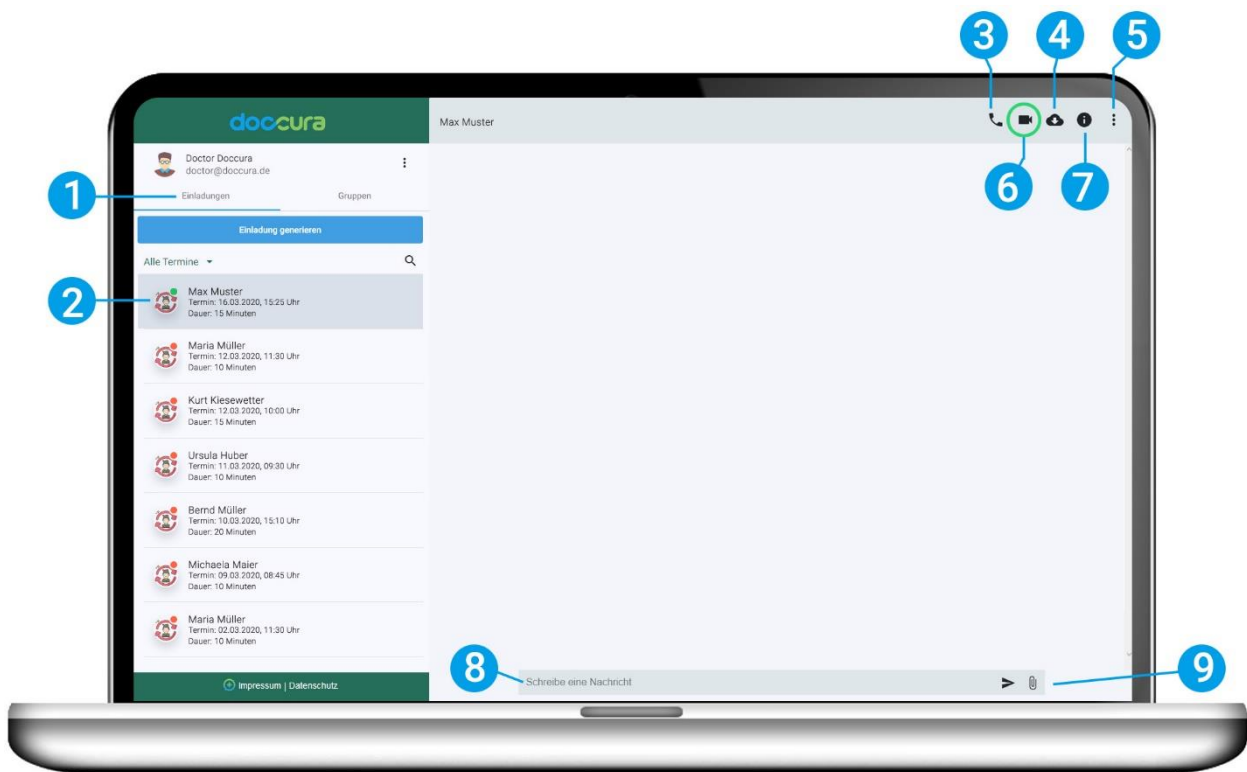 3
4
5
doccura
Max Muster
Doctor Doccura
doctor@doccura.de
6
7
1
Einladungen
Gruppen
Einladung generieren
Alle Termine
2
Max Muster
Termin: 16.03.2020, 15:25 Uhr
Dauer: 15 Minuten
Maria Müller
Termin: 12.03.2020, 11:30 Uhr
Dauer: 10 Minuten
Kurt Kiesewetter
Termin: 12.03.2020, 10:00 Uhr
Dauer: 15 Minuten
Ursula Huber
Termin: 11.03.2020, 09:30 Uhr
Dauer: 10 Minuten
Bernd Müller
Termin: 10.03.2020, 15:10 Uhr
Dauer: 20 Minuten
Michaela Maier
Termin: 09.03.2020, 08:45 Uhr
Dauer: 10 Minuten
Maria Müller
Termin: 02.03.2020, 11:30 Uhr
Dauer: 10 Minuten
Impressum | Datenschutz
8
Schreibe eine Nachricht
9